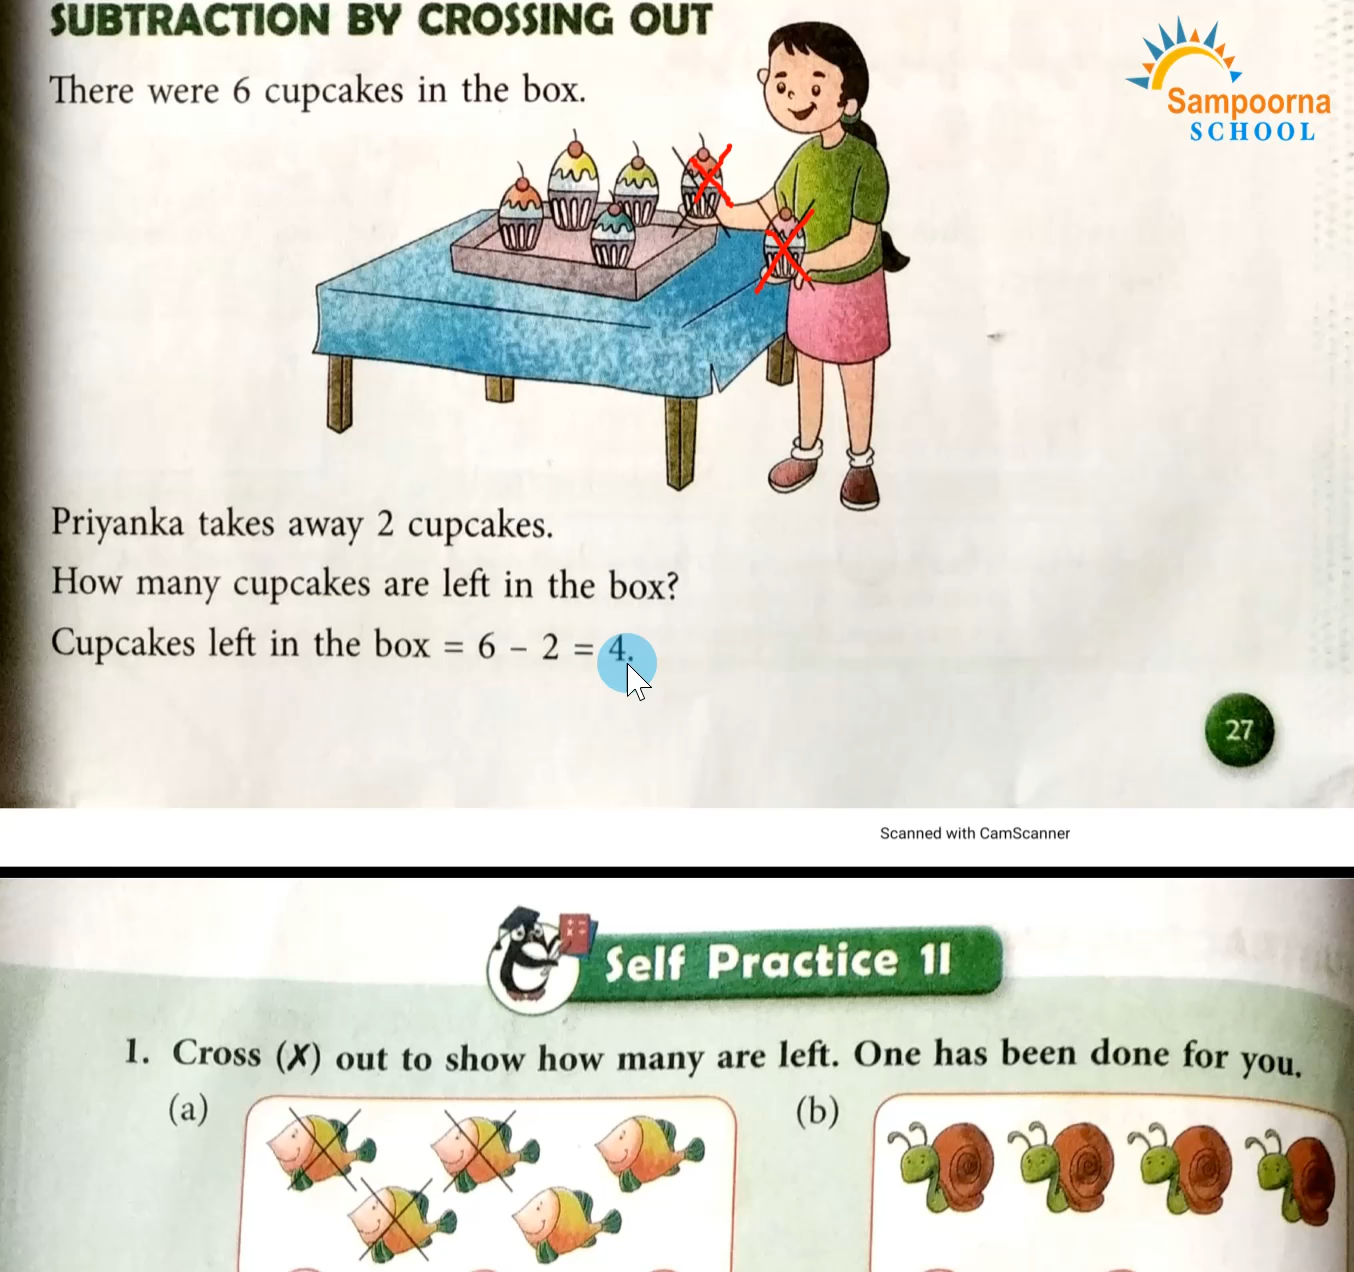 SUBTRACTION BY CROSSING OUT
There were 6 cupcakes in the box.
Sampoorna
SCHOOL
Priyanka takes away 2 cupcakes.
How many cupcakes are left in the box?
Cupcakes left in the box = 6 - 2 = 4.
27
Scanned with CamScanner
Self Practice 1I
1. Cross (✗) out to show how many are left. One has been done for you.
(a)
(b)